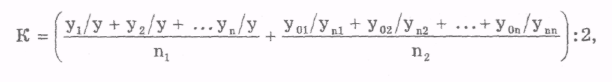 K = ( (y₁/y + y₂/y + ...yₙ/y) / n₁ + (y₀₁/yₙ₁ + y₀₂/yₙ₂ + ...+ y₀ₙ/yₙₙ) / n₂ ) :2,